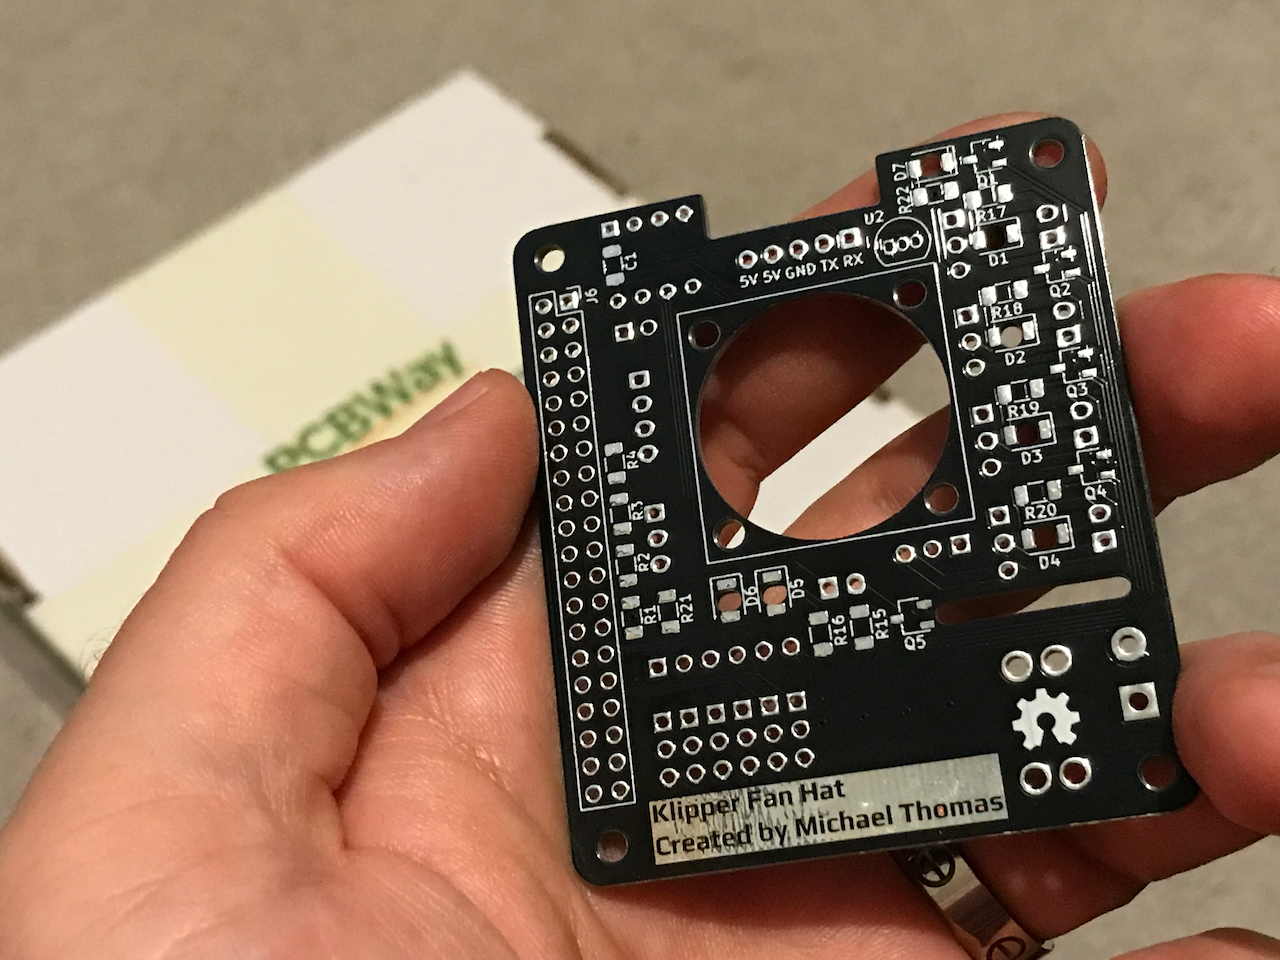 PCBWay
D7
R22
D1
U2
R17
D1
C1
5V 5V GND TX RX
J6
Q2
R18
D2
Q3
R19
D3
R4
Q4
R3
R20
D4
R2
D6
D5
R1
R21
R16
R15
Q5
Klipper Fan Hat
Created by Michael Thomas